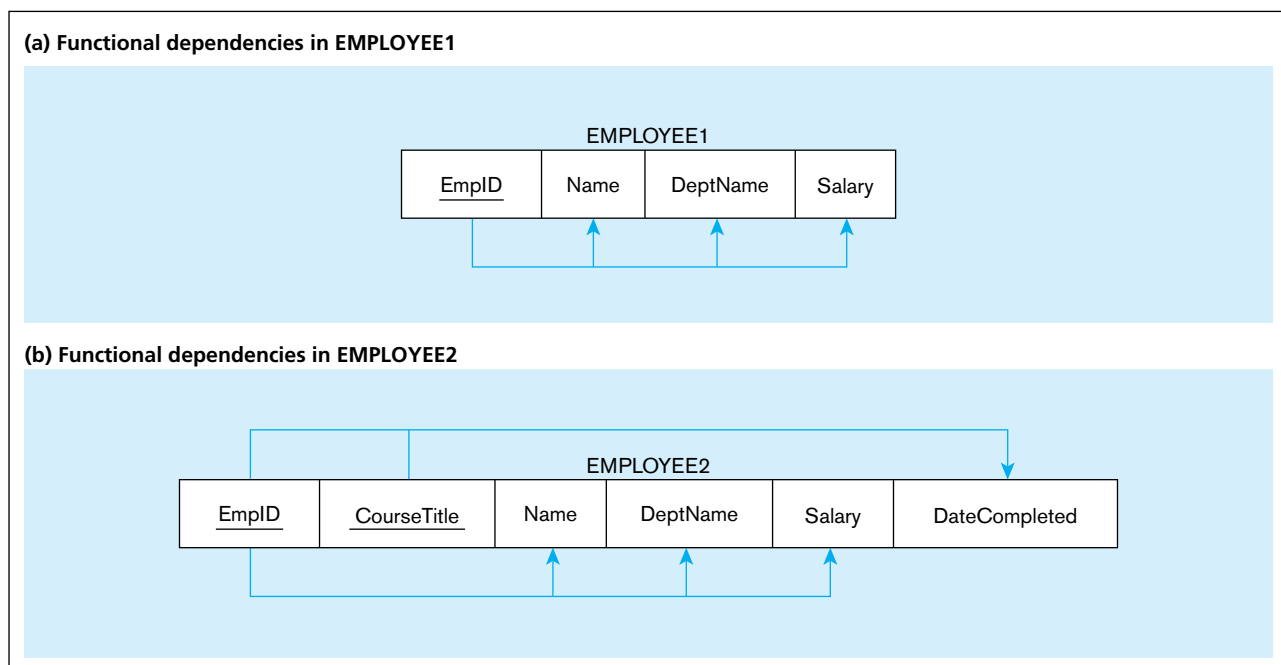 (a) Functional dependencies in EMPLOYEE1
EMPLOYEE1
EmpID Name DeptName Salary
(b) Functional dependencies in EMPLOYEE2
EMPLOYEE2
EmpID CourseTitle Name DeptName Salary DateCompleted